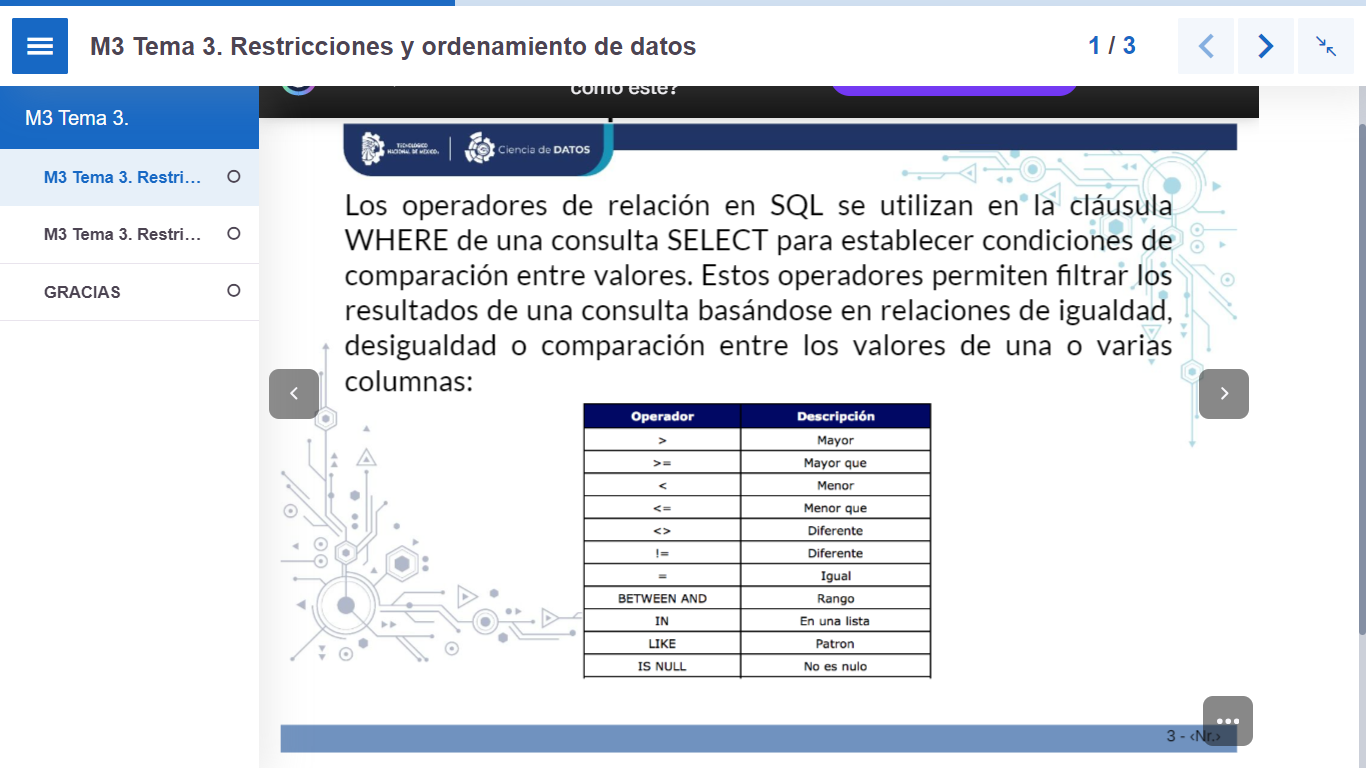 M3 Tema 3. Restricciones y ordenamiento de datos
1 / 3
como este?
M3 Tema 3.
M3 Tema 3. Restri...
M3 Tema 3. Restri...
GRACIAS
TECNOLÓGICO
NACIONAL DE MÉXICO
Ciencia de DATOS
Los operadores de relación en SQL se utilizan en la cláusula
WHERE de una consulta SELECT para establecer condiciones de
comparación entre valores. Estos operadores permiten filtrar los
resultados de una consulta basándose en relaciones de igualdad,
desigualdad o comparación entre los valores de una o varias
columnas:
Operador Descripción
> Mayor
>= Mayor que
< Menor
<= Menor que
<> Diferente
!= Diferente
= Igual
BETWEEN AND Rango
IN En una lista
LIKE Patron
IS NULL No es nulo
3 - ‹Nr.›